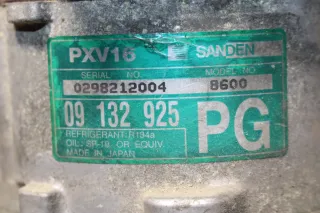 PXV16 SANDEN
SERIAL NO. MODEL NO.
0298212004 8600
09 132 925 PG
REFRIGERANT R134a
OIL: SP-10 OR EQUIV.
MADE IN JAPAN